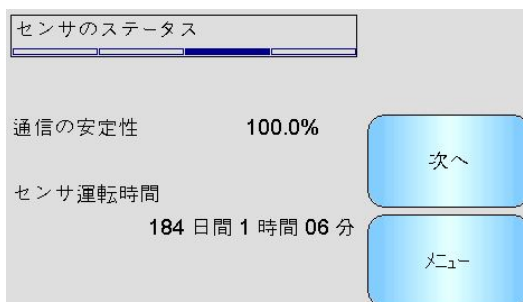 センサのステータス
通信の安定性 100.0%
次へ
センサ運転時間
184 日間 1 時間 06 分
メニュー